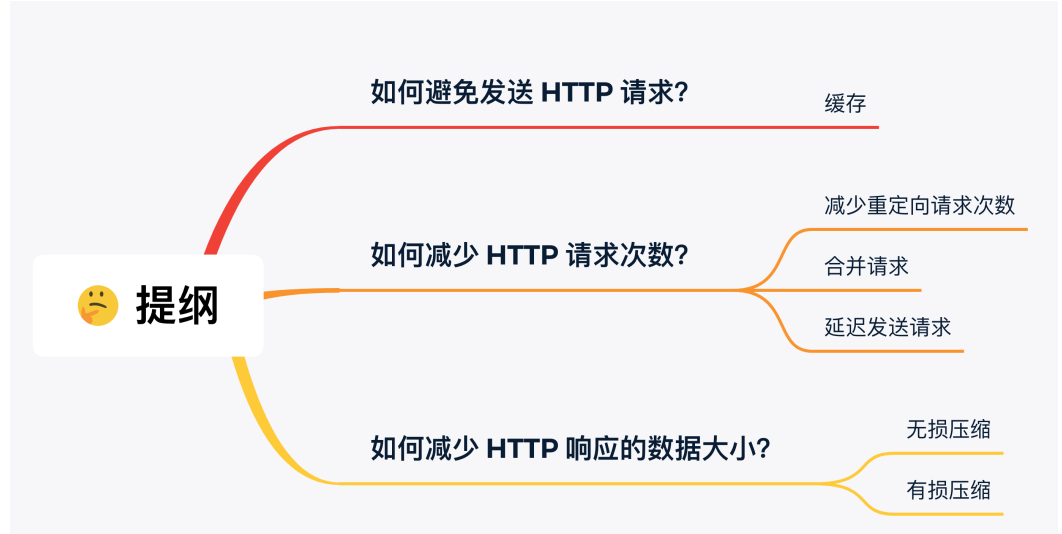 如何避免发送 HTTP 请求?
缓存
减少重定向请求次数
如何减少 HTTP 请求次数?
合并请求
提纲
延迟发送请求
无损压缩
如何减少 HTTP 响应的数据大小?
有损压缩